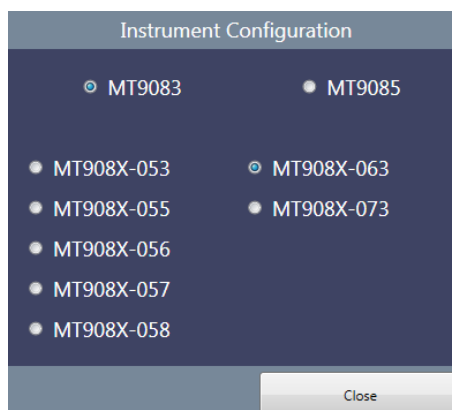 Instrument Configuration
MT9083 MT9085
MT908X-053 MT908X-063
MT908X-055 MT908X-073
MT908X-056
MT908X-057
MT908X-058
Close